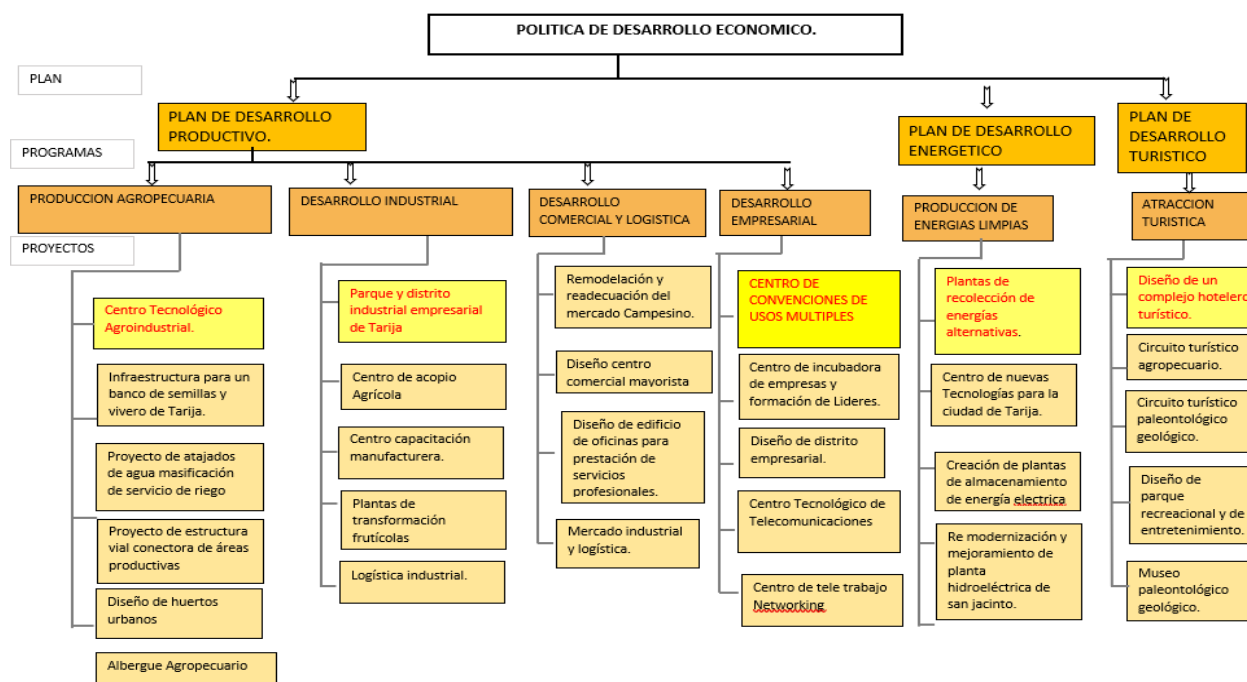 POLITICA DE DESARROLLO ECONOMICO.
PLAN
PLAN DE DESARROLLO
PRODUCTIVO.
PLAN DE DESARROLLO
ENERGETICO
PLAN DE
DESARROLLO
TURISTICO
PROGRAMAS
PRODUCCION AGROPECUARIA
DESARROLLO INDUSTRIAL
DESARROLLO
COMERCIAL Y LOGISTICA
DESARROLLO
EMPRESARIAL
PRODUCCION DE
ENERGIAS LIMPIAS
ATRACCION
TURISTICA
PROYECTOS
Centro Tecnológico
Agroindustrial.
Infraestructura para un
banco de semillas y
vivero de Tarija.
Proyecto de atajados
de agua masificación
de servicio de riego
Proyecto de estructura
vial conectora de áreas
productivas
Diseño de huertos
urbanos
Albergue Agropecuario
Parque y distrito
industrial empresarial
de Tarija
Centro de acopio
Agrícola
Centro capacitación
manufacturera.
Plantas de
transformación
frutícolas
Logística industrial.
Remodelación y
readecuación del
mercado Campesino.
Diseño centro
comercial mayorista
Diseño de edificio
de oficinas para
prestación de
servicios
profesionales.
Mercado industrial
y logística.
CENTRO DE
CONVENCIONES DE
USOS MULTIPLES
Centro de incubadora
de empresas y
formación de Lideres.
Diseño de distrito
empresarial.
Centro Tecnológico de
Telecomunicaciones
Centro de tele trabajo
Networking
Plantas de
recolección de
energías
alternativas.
Centro de nuevas
Tecnologías para la
ciudad de Tarija.
Creación de plantas
de almacenamiento
de energía electrica
Re modernización y
mejoramiento de
planta
hidroeléctrica de
san jacinto.
Diseño de un
complejo hotelero
turístico.
Circuito turístico
agropecuario.
Circuito turístico
paleontológico
geológico.
Diseño de
parque
recreacional y de
entretenimiento.
Museo
paleontológico
geológico.